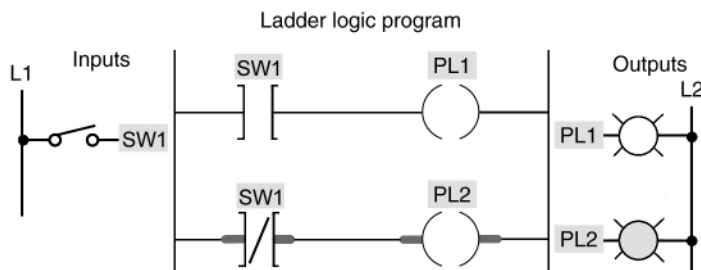 Ladder logic program
L1
Inputs
SW1
PL1
Outputs
L2
SW1
PL1
SW1
PL2
PL2